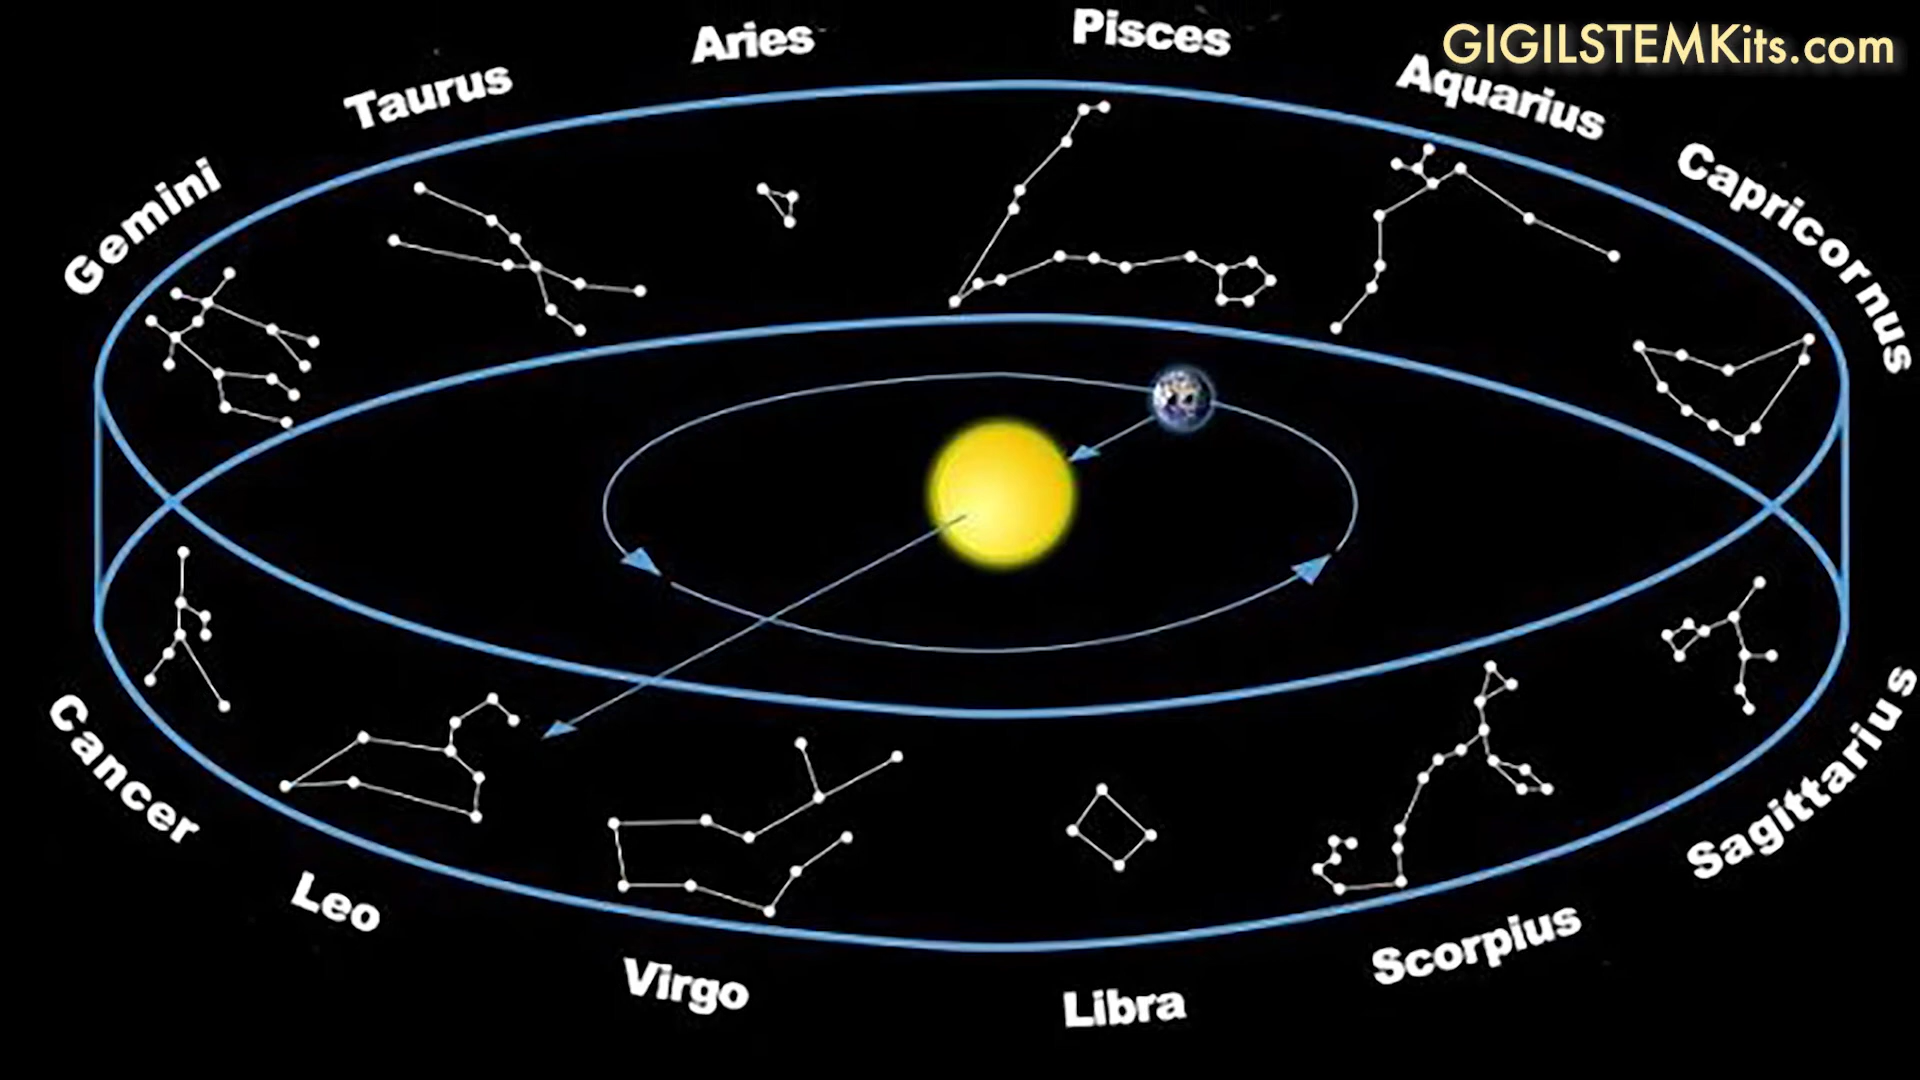 GIGILSTEMKits.com
Pisces
Aries
Taurus
Aquarius
Gemini
Capricornus
Cancer
Leo
Virgo
Libra
Scorpius
Sagittarius